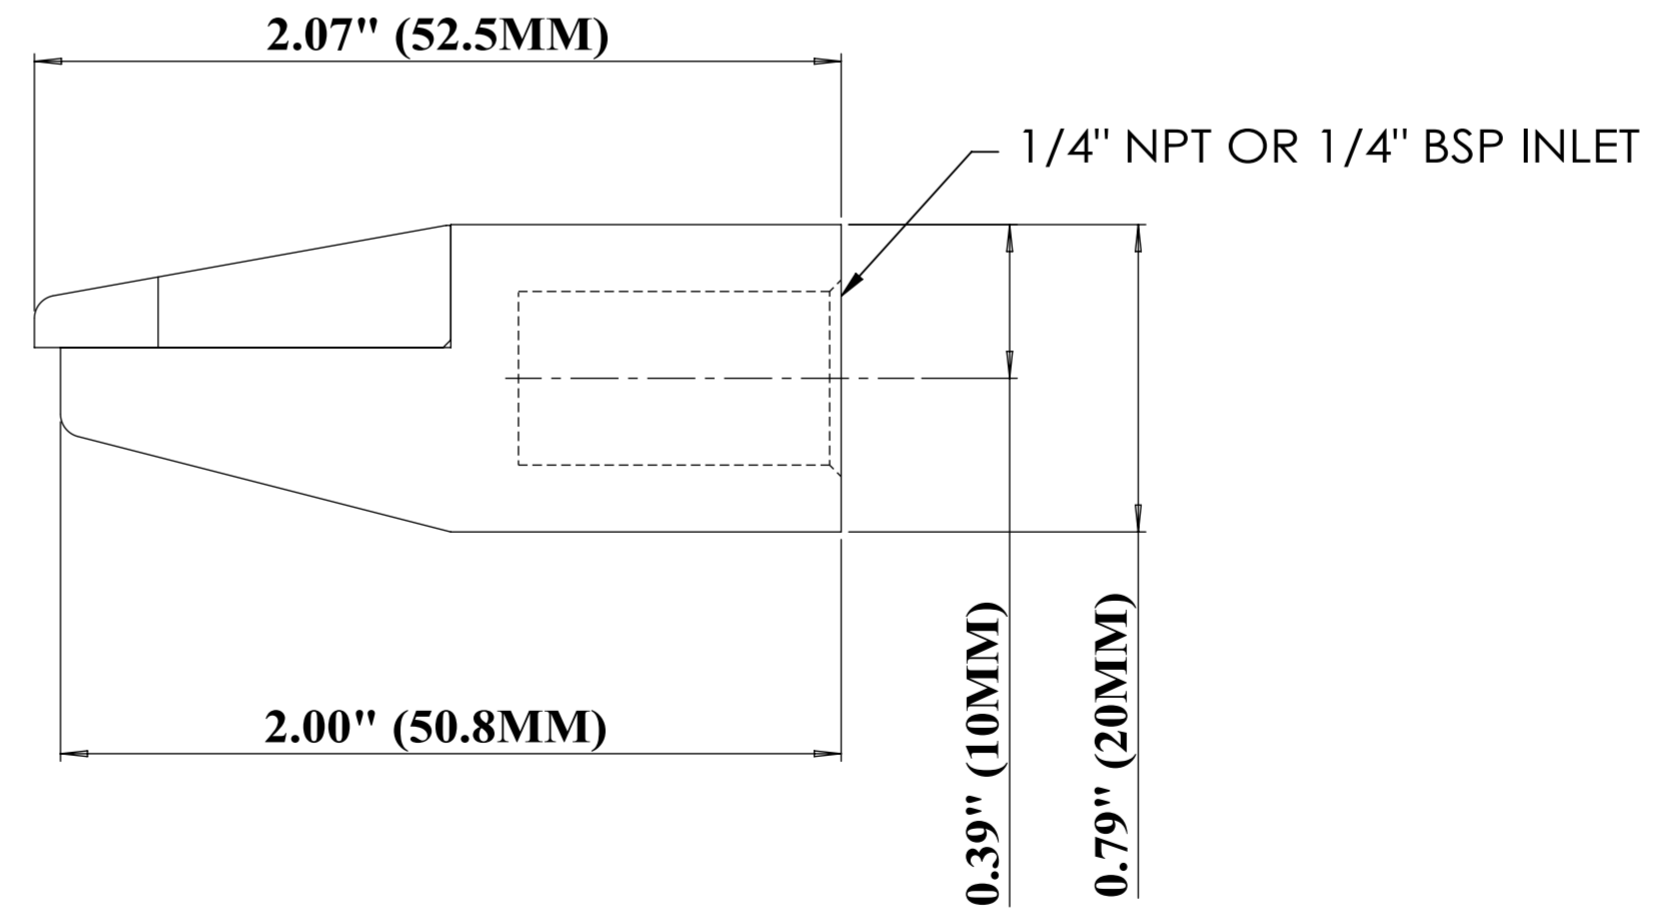 2.07" (52.5MM)
1/4" NPT OR 1/4" BSP INLET
2.00" (50.8MM)
0.39" (10MM)
0.79" (20MM)